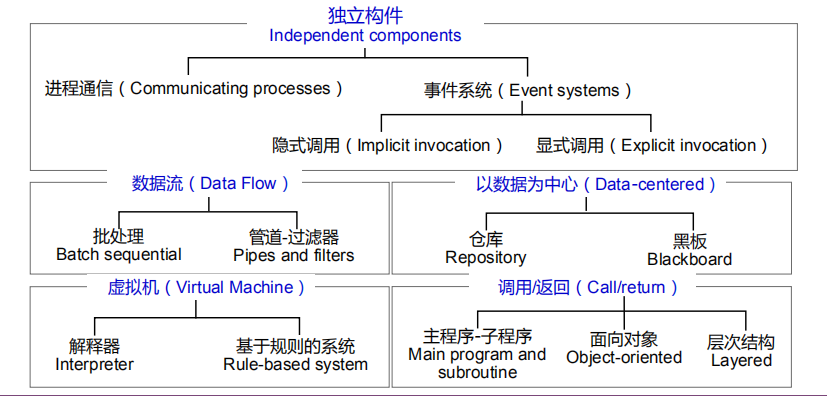 独立构件
Independent components
进程通信（Communicating processes）
事件系统（Event systems）
隐式调用（Implicit invocation）
显式调用（Explicit invocation）
数据流（Data Flow）
批处理
Batch sequential
管道-过滤器
Pipes and filters
以数据为中心（Data-centered）
仓库
Repository
黑板
Blackboard
虚拟机（Virtual Machine）
解释器
Interpreter
基于规则的系统
Rule-based system
调用/返回（Call/return）
主程序-子程序
Main program and
subroutine
面向对象
Object-oriented
层次结构
Layered